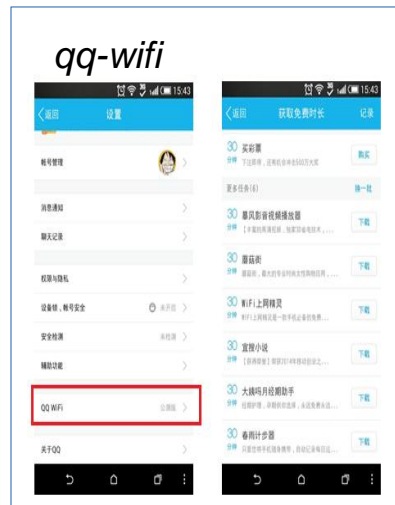 qq-wifi
15:43
返回
设置
帐号管理
消息通知
聊天记录
权限与隐私
设备锁、帐号安全 未开启
安全检测 未检测
辅助功能
QQ WiFi 公测版
关于QQ
15:43
返回 获取免费时长 记录
30 分钟 买彩票 购买
更多任务(6) 换一批
30 分钟 暴风影音视频播放器 下载
30 分钟 蘑菇街 下载
30 分钟 WiFi上网精灵 下载
30 分钟 宜搜小说 下载
30 分钟 大姨吗月经期助手 下载
30 分钟 春雨计步器 下载